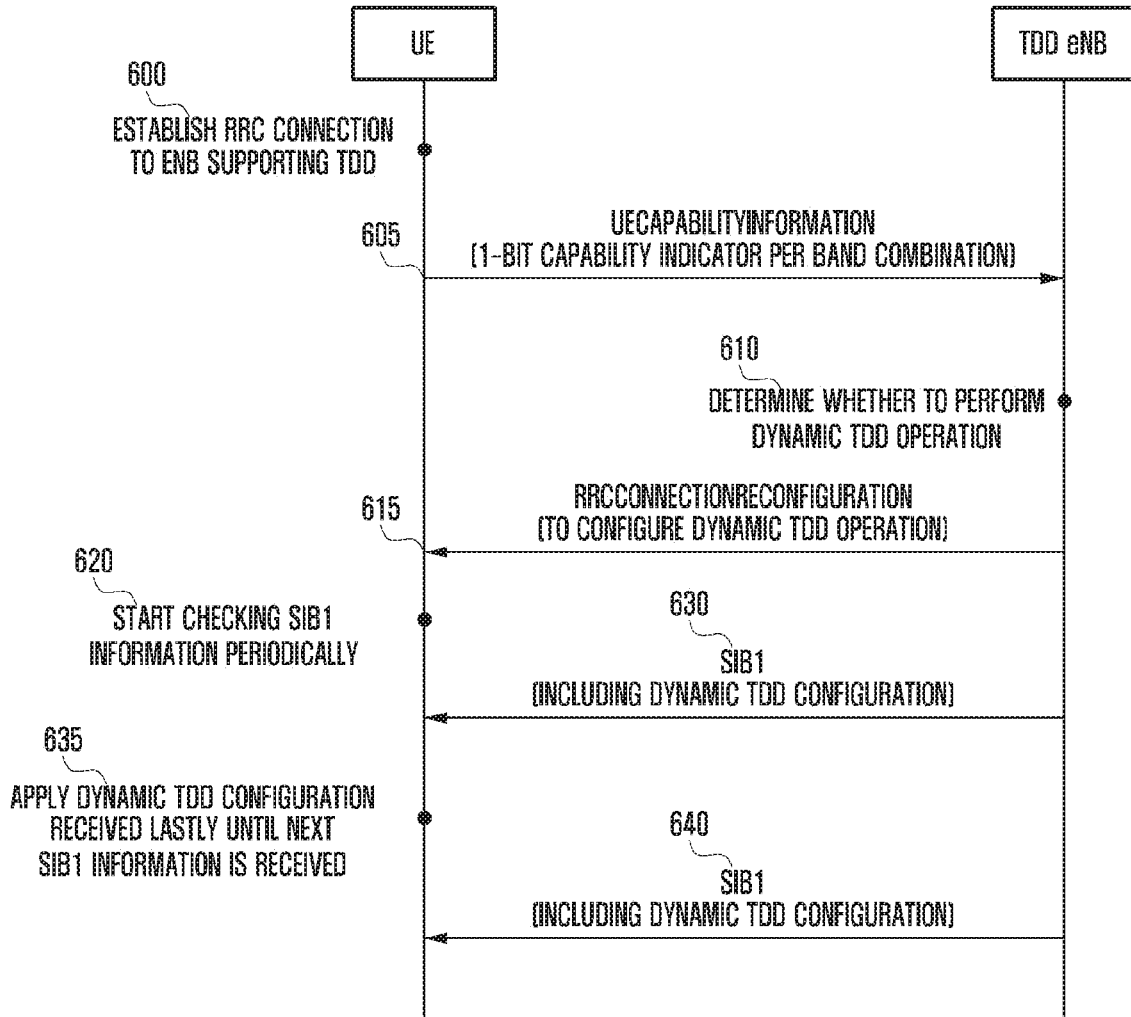 UE
TDD eNB
600
ESTABLISH RRC CONNECTION
TO ENB SUPPORTING TDD
605
UECAPABILITYINFORMATION
(1-BIT CAPABILITY INDICATOR PER BAND COMBINATION)
610
DETERMINE WHETHER TO PERFORM
DYNAMIC TDD OPERATION
615
RRCCONNECTIONRECONFIGURATION
(TO CONFIGURE DYNAMIC TDD OPERATION)
620
START CHECKING SIB1
INFORMATION PERIODICALLY
630
SIB1
(INCLUDING DYNAMIC TDD CONFIGURATION)
635
APPLY DYNAMIC TDD CONFIGURATION
RECEIVED LASTLY UNTIL NEXT
SIB1 INFORMATION IS RECEIVED
640
SIB1
(INCLUDING DYNAMIC TDD CONFIGURATION)